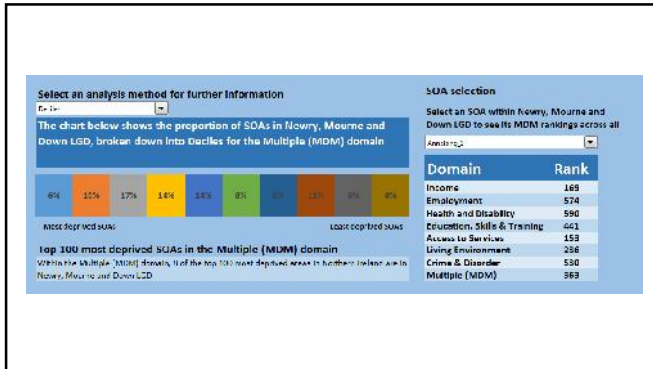 Select an analysis method for further information
Deciles
The chart below shows the proportion of SOAs in Newry, Mourne and
Down LGD, broken down into Deciles for the Multiple (MDM) domain
6% 17% 14% 14% 8% 4%
Most deprived SOAs Least deprived SOAs
Top 100 most deprived SOAs in the Multiple (MDM) domain
Within the Multiple (MDM) domain, 8 of the top 100 most deprived areas in Northern Ireland are in
Newry, Mourne and Down LGD
SOA selection
Select an SOA within Newry, Mourne and
Down LGD to see its MDM rankings across all
Annalong_1
Domain Rank
Income 169
Employment 574
Health and Disability 590
Education, Skills & Training 441
Access to Services 153
Living Environment 236
Crime & Disorder 530
Multiple (MDM) 363